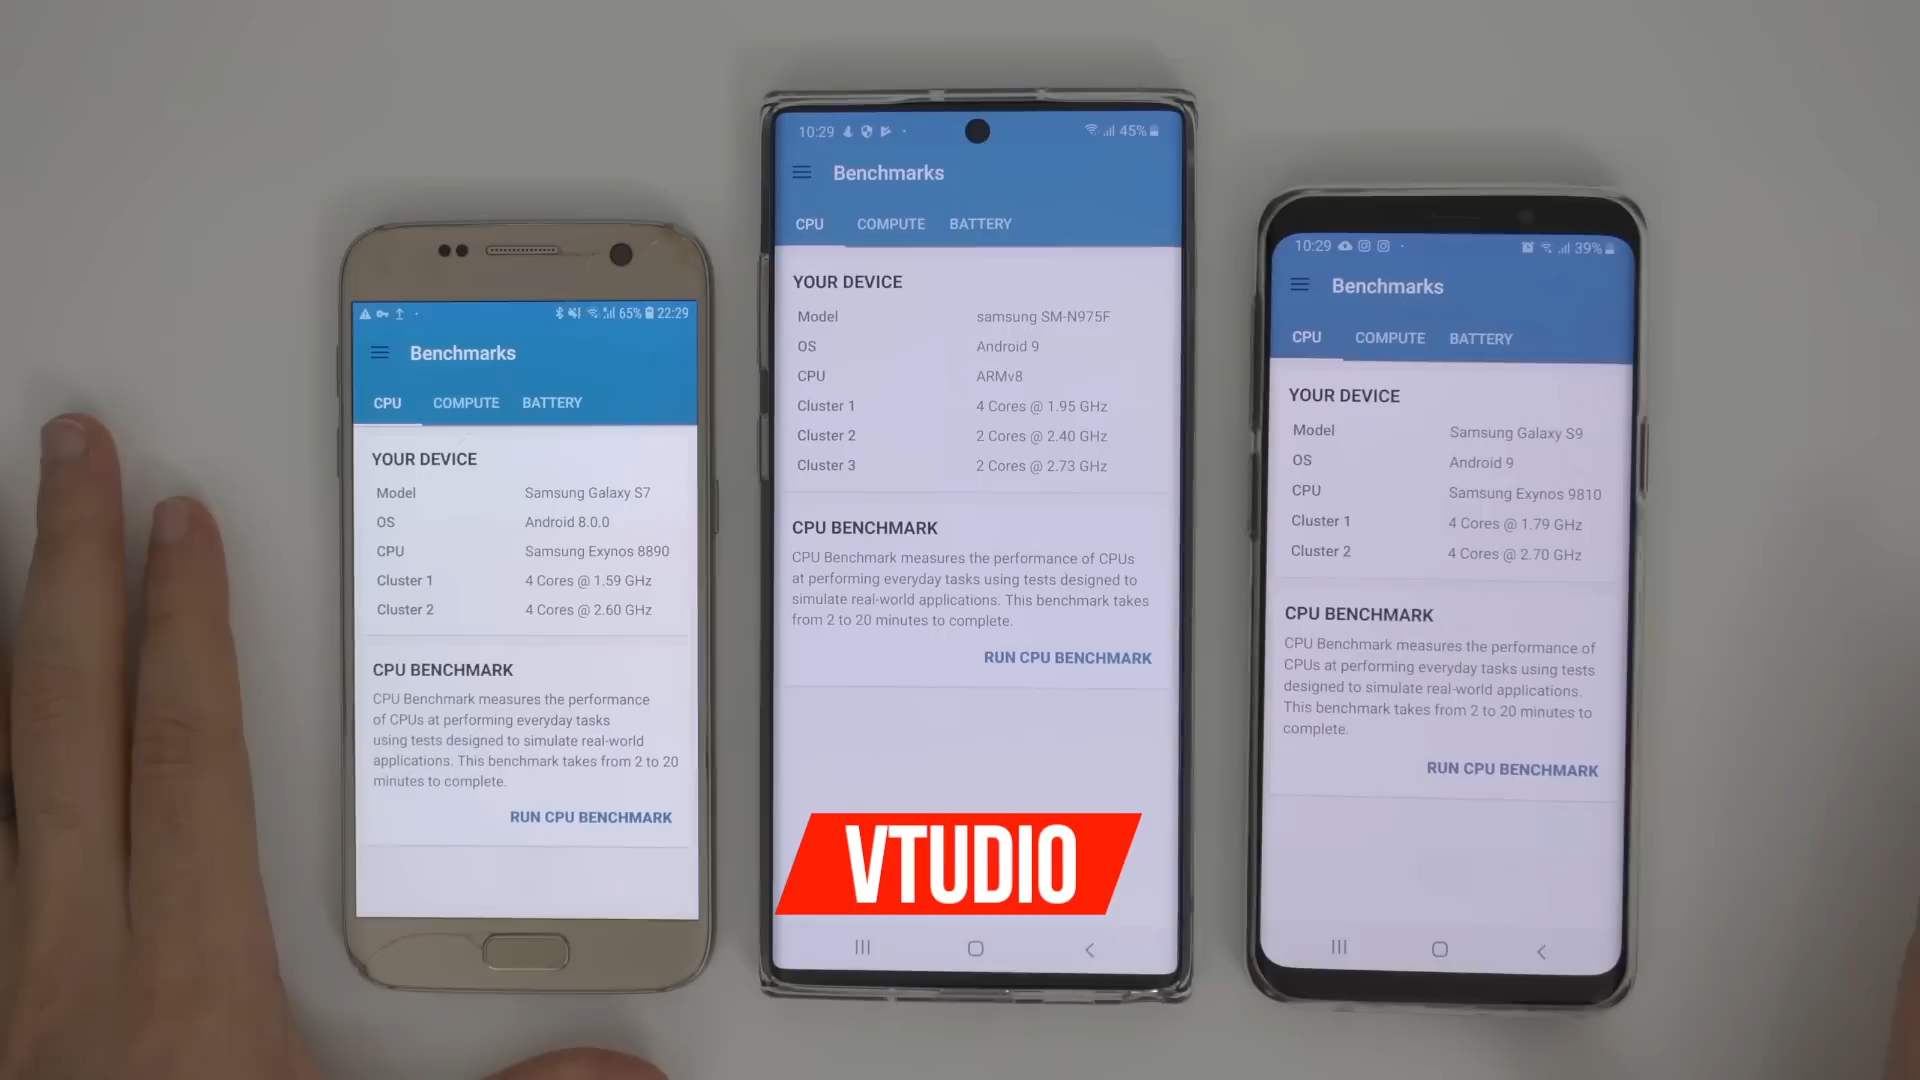 65% 22:29
Benchmarks
CPU COMPUTE BATTERY
YOUR DEVICE
Model Samsung Galaxy S7
OS Android 8.0.0
CPU Samsung Exynos 8890
Cluster 1 4 Cores @ 1.59 GHz
Cluster 2 4 Cores @ 2.60 GHz
CPU BENCHMARK
CPU Benchmark measures the performance
of CPUs at performing everyday tasks
using tests designed to simulate real-world
applications. This benchmark takes from 2 to 20
minutes to complete.
RUN CPU BENCHMARK
10:29 45%
Benchmarks
CPU COMPUTE BATTERY
YOUR DEVICE
Model samsung SM-N975F
OS Android 9
CPU ARMv8
Cluster 1 4 Cores @ 1.95 GHz
Cluster 2 2 Cores @ 2.40 GHz
Cluster 3 2 Cores @ 2.73 GHz
CPU BENCHMARK
CPU Benchmark measures the performance of CPUs
at performing everyday tasks using tests designed to
simulate real-world applications. This benchmark takes
from 2 to 20 minutes to complete.
RUN CPU BENCHMARK
VTUDIO
10:29 39%
Benchmarks
CPU COMPUTE BATTERY
YOUR DEVICE
Model Samsung Galaxy S9
OS Android 9
CPU Samsung Exynos 9810
Cluster 1 4 Cores @ 1.79 GHz
Cluster 2 4 Cores @ 2.70 GHz
CPU BENCHMARK
CPU Benchmark measures the performance of
CPUs at performing everyday tasks using tests
designed to simulate real-world applications.
This benchmark takes from 2 to 20 minutes to
complete.
RUN CPU BENCHMARK